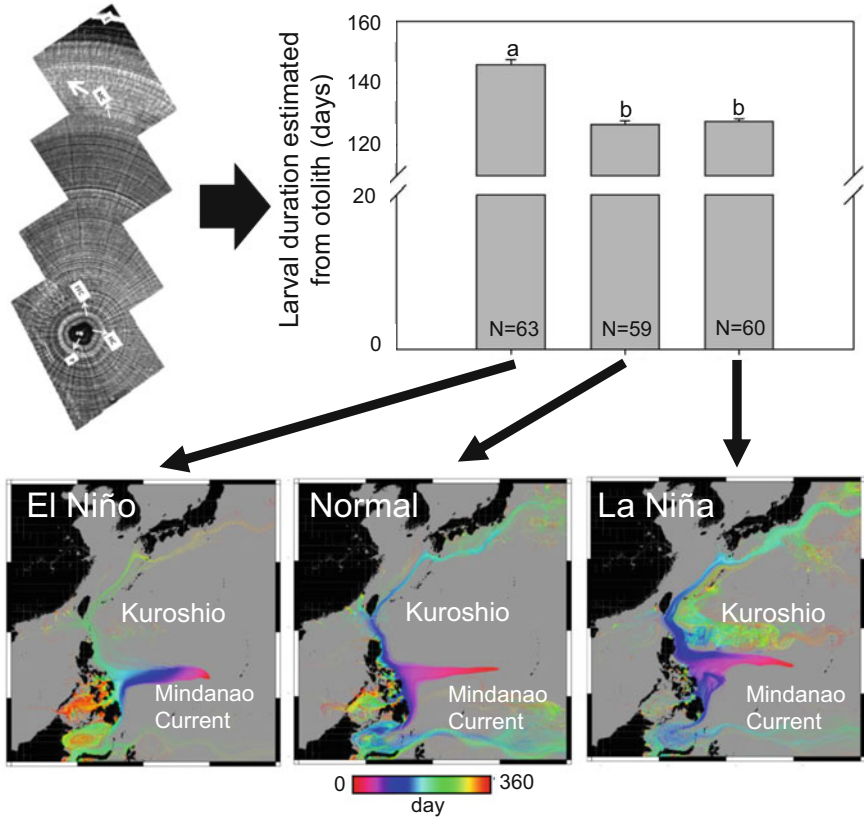 160
140
120
20
0
Larval duration estimated
from otolith (days)
a
b
b
N=63
N=59
N=60
El Niño
Kuroshio
Mindanao
Current
Normal
Kuroshio
Mindanao
Current
La Niña
Kuroshio
Mindanao
Current
0
360
day